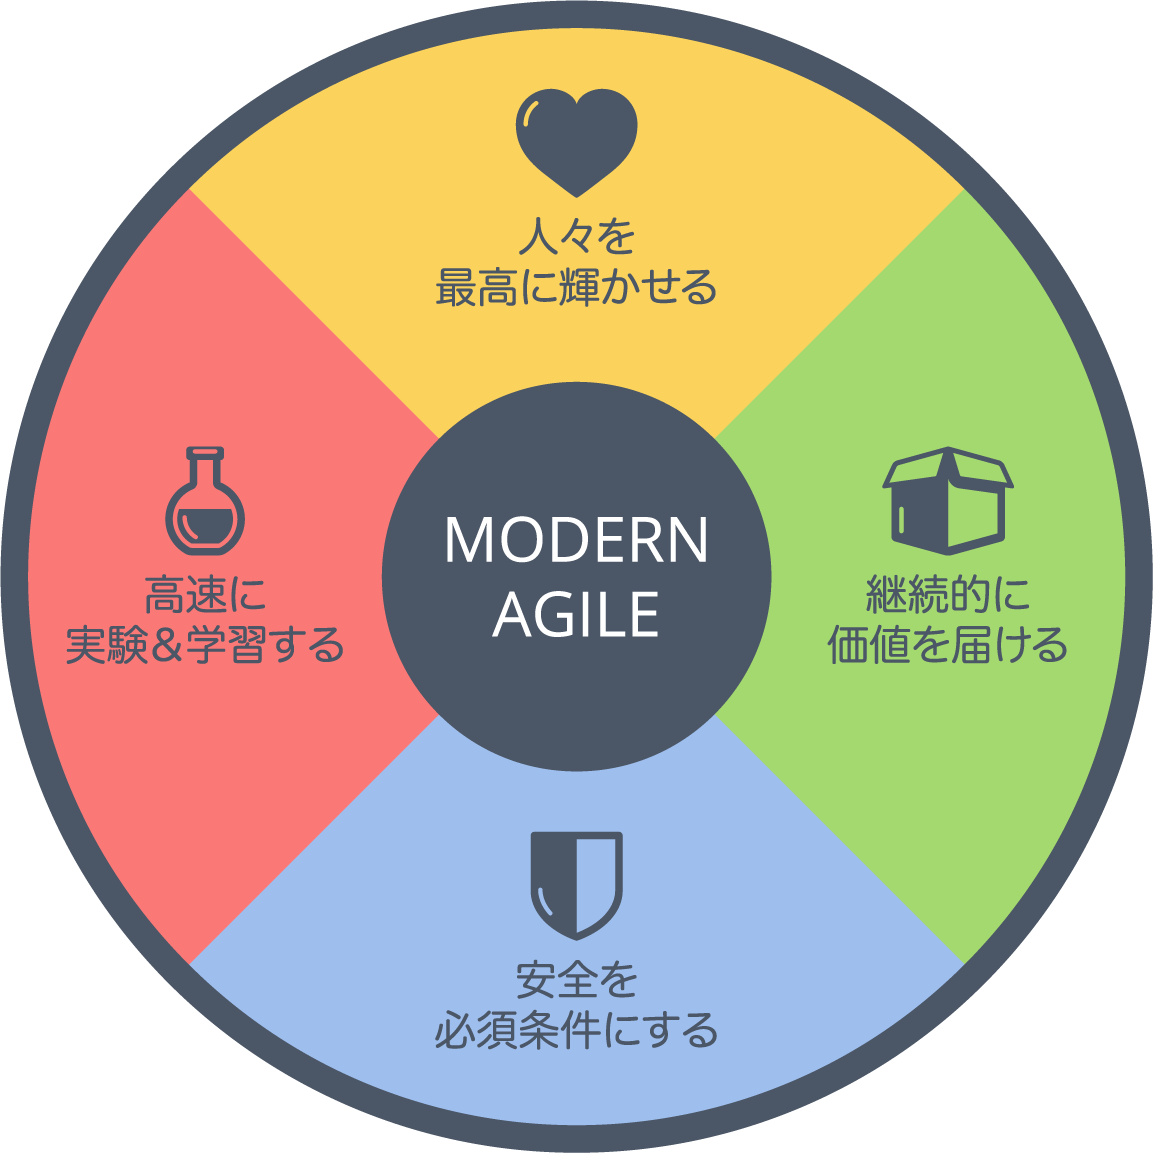 人々を
最高に輝かせる
高速に
実験&学習する
MODERN
AGILE
継続的に
価値を届ける
安全を
必須条件にする